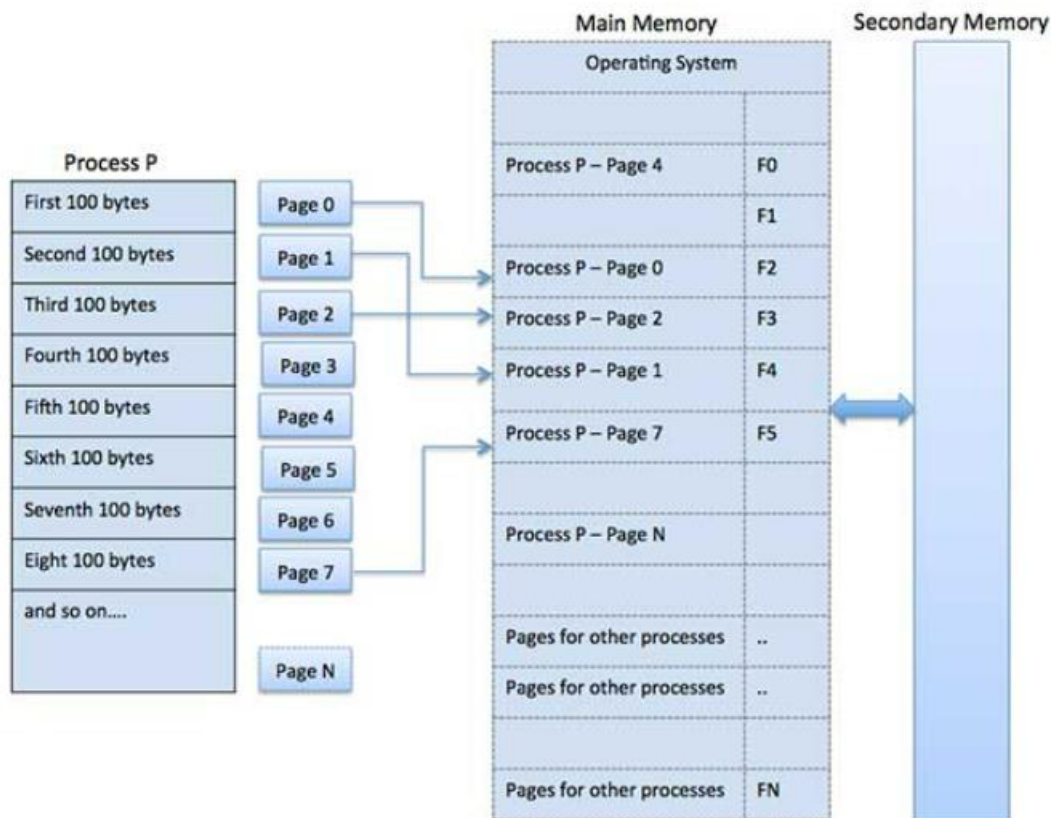 Main Memory
Secondary Memory
Operating System
Process P
First 100 bytes
Second 100 bytes
Third 100 bytes
Fourth 100 bytes
Fifth 100 bytes
Sixth 100 bytes
Seventh 100 bytes
Eight 100 bytes
and so on....
Page 0
Page 1
Page 2
Page 3
Page 4
Page 5
Page 6
Page 7
Page N
Process P – Page 4 F0
F1
Process P – Page 0 F2
Process P – Page 2 F3
Process P – Page 1 F4
Process P – Page 7 F5
Process P – Page N
Pages for other processes ..
Pages for other processes ..
Pages for other processes FN